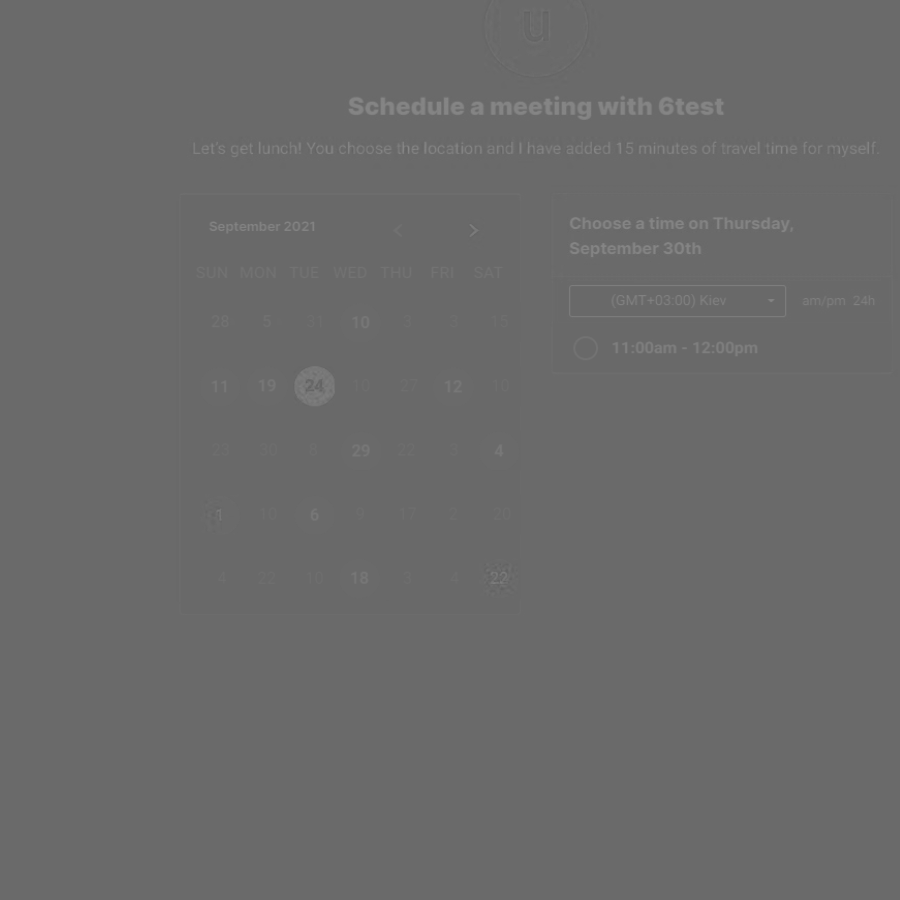 U
Schedule a meeting with 6test
Let's get lunch! You choose the location and I have added 15 minutes of travel time for myself.
September 2021
SUN MON TUE WED THU FRI SAT
28 5 31 10 3 3 15
11 19 24 10 27 12 10
23 30 8 29 22 3 4
1 10 6 9 17 2 20
4 22 10 18 3 4 22
Choose a time on Thursday,
September 30th
(GMT+03:00) Kiev am/pm 24h
11:00am - 12:00pm